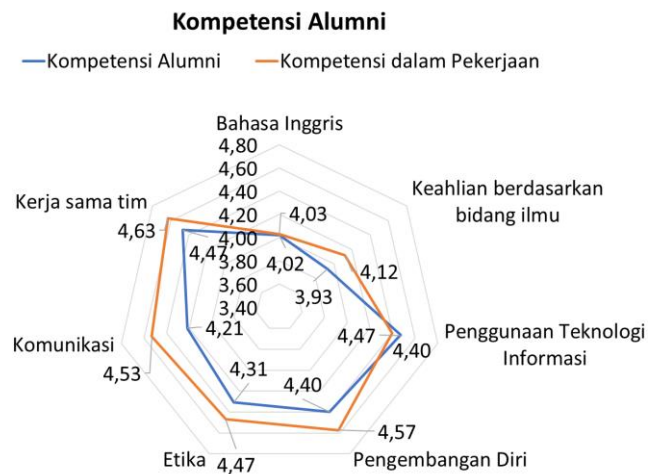 Kompetensi Alumni
Kompetensi Alumni
Kompetensi dalam Pekerjaan
Bahasa Inggris
4,80
4,60
4,40
4,20
4,00
3,80
3,60
3,40
4,03
4,02
Keahlian berdasarkan
bidang ilmu
4,12
3,93
Penggunaan Teknologi
Informasi
4,47
4,40
Pengembangan Diri
4,40
4,57
Etika
4,31
4,47
Komunikasi
4,21
4,53
Kerja sama tim
4,63
4,47